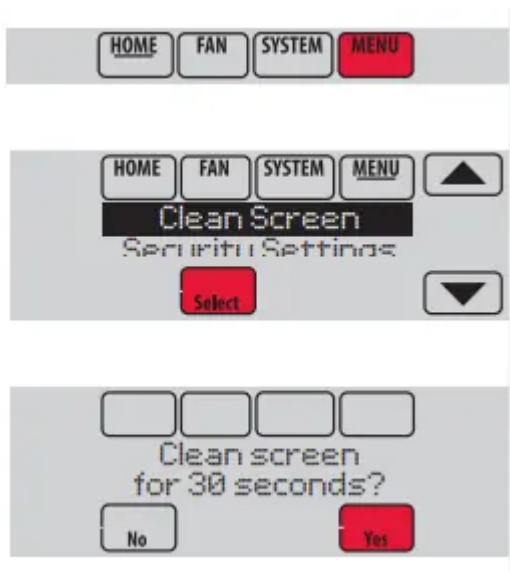 HOME FAN SYSTEM MENU
HOME FAN SYSTEM MENU
Clean Screen
Security Settings
Select
Clean screen
for 30 seconds?
No Yes